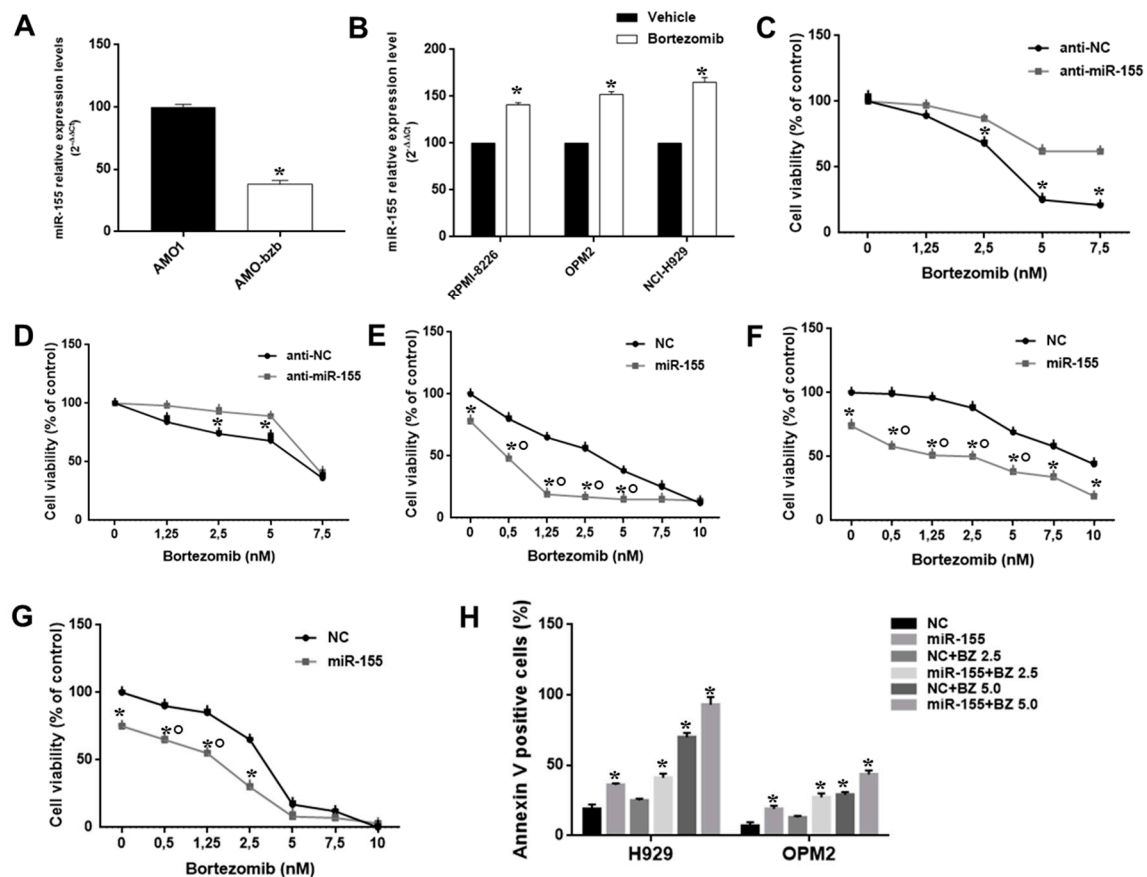 A
miR-155 relative expression levels
(2^-ΔΔCt)
150
100
50
0
*
AMO1
AMO-bzb
B
Vehicle
Bortezomib
miR-155 relative expression level
(2^-ΔΔCt)
200
150
100
50
0
* * *
RPMI-8226
OPM2
NCI-H929
C
anti-NC
anti-miR-155
Cell viability (% of control)
150
100
50
0
* * *
0 1,25 2,5 5 7,5
Bortezomib (nM)
D
anti-NC
anti-miR-155
Cell viability (% of control)
150
100
50
0
* *
0 1,25 2,5 5 7,5
Bortezomib (nM)
E
NC
miR-155
Cell viability (% of control)
150
100
50
0
* *○ *○ *○ *○
0 0,5 1,25 2,5 5 7,5 10
Bortezomib (nM)
F
NC
miR-155
Cell viability (% of control)
150
100
50
0
* *○ *○ *○ *○ * *
0 0,5 1,25 2,5 5 7,5 10
Bortezomib (nM)
G
NC
miR-155
Cell viability (% of control)
150
100
50
0
* *○ *○ *
0 0,5 1,25 2,5 5 7,5 10
Bortezomib (nM)
H
NC
miR-155
NC+BZ 2.5
miR-155+BZ 2.5
NC+BZ 5.0
miR-155+BZ 5.0
Annexin V positive cells (%)
150
100
50
0
* * * * * * * *
H929
OPM2